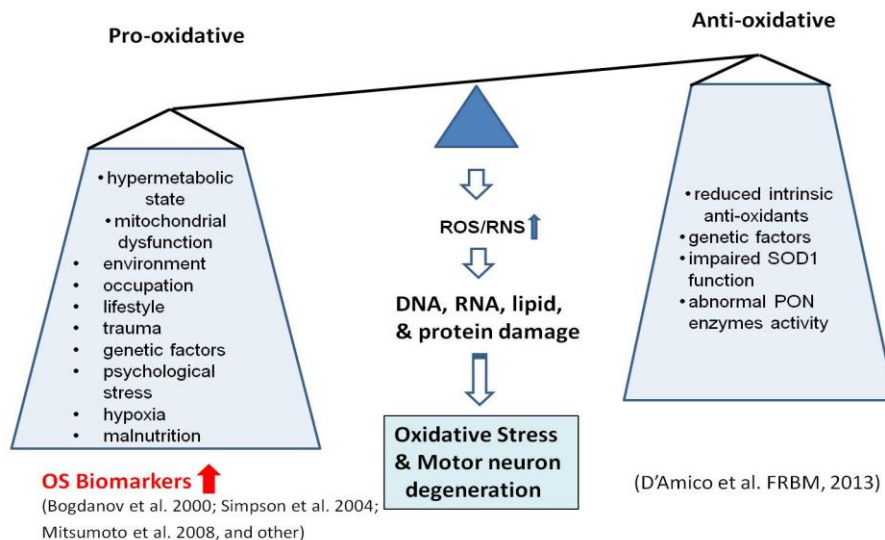 Pro-oxidative
Anti-oxidative
• hypermetabolic
state
• mitochondrial
dysfunction
• environment
• occupation
• lifestyle
• trauma
• genetic factors
• psychological
stress
• hypoxia
• malnutrition
ROS/RNS
DNA, RNA, lipid,
& protein damage
Oxidative Stress
& Motor neuron
degeneration
• reduced intrinsic
anti-oxidants
• genetic factors
• impaired SOD1
function
• abnormal PON
enzymes activity
OS Biomarkers
(Bogdanov et al. 2000; Simpson et al. 2004;
Mitsumoto et al. 2008, and other)
(D’Amico et al. FRBM, 2013)